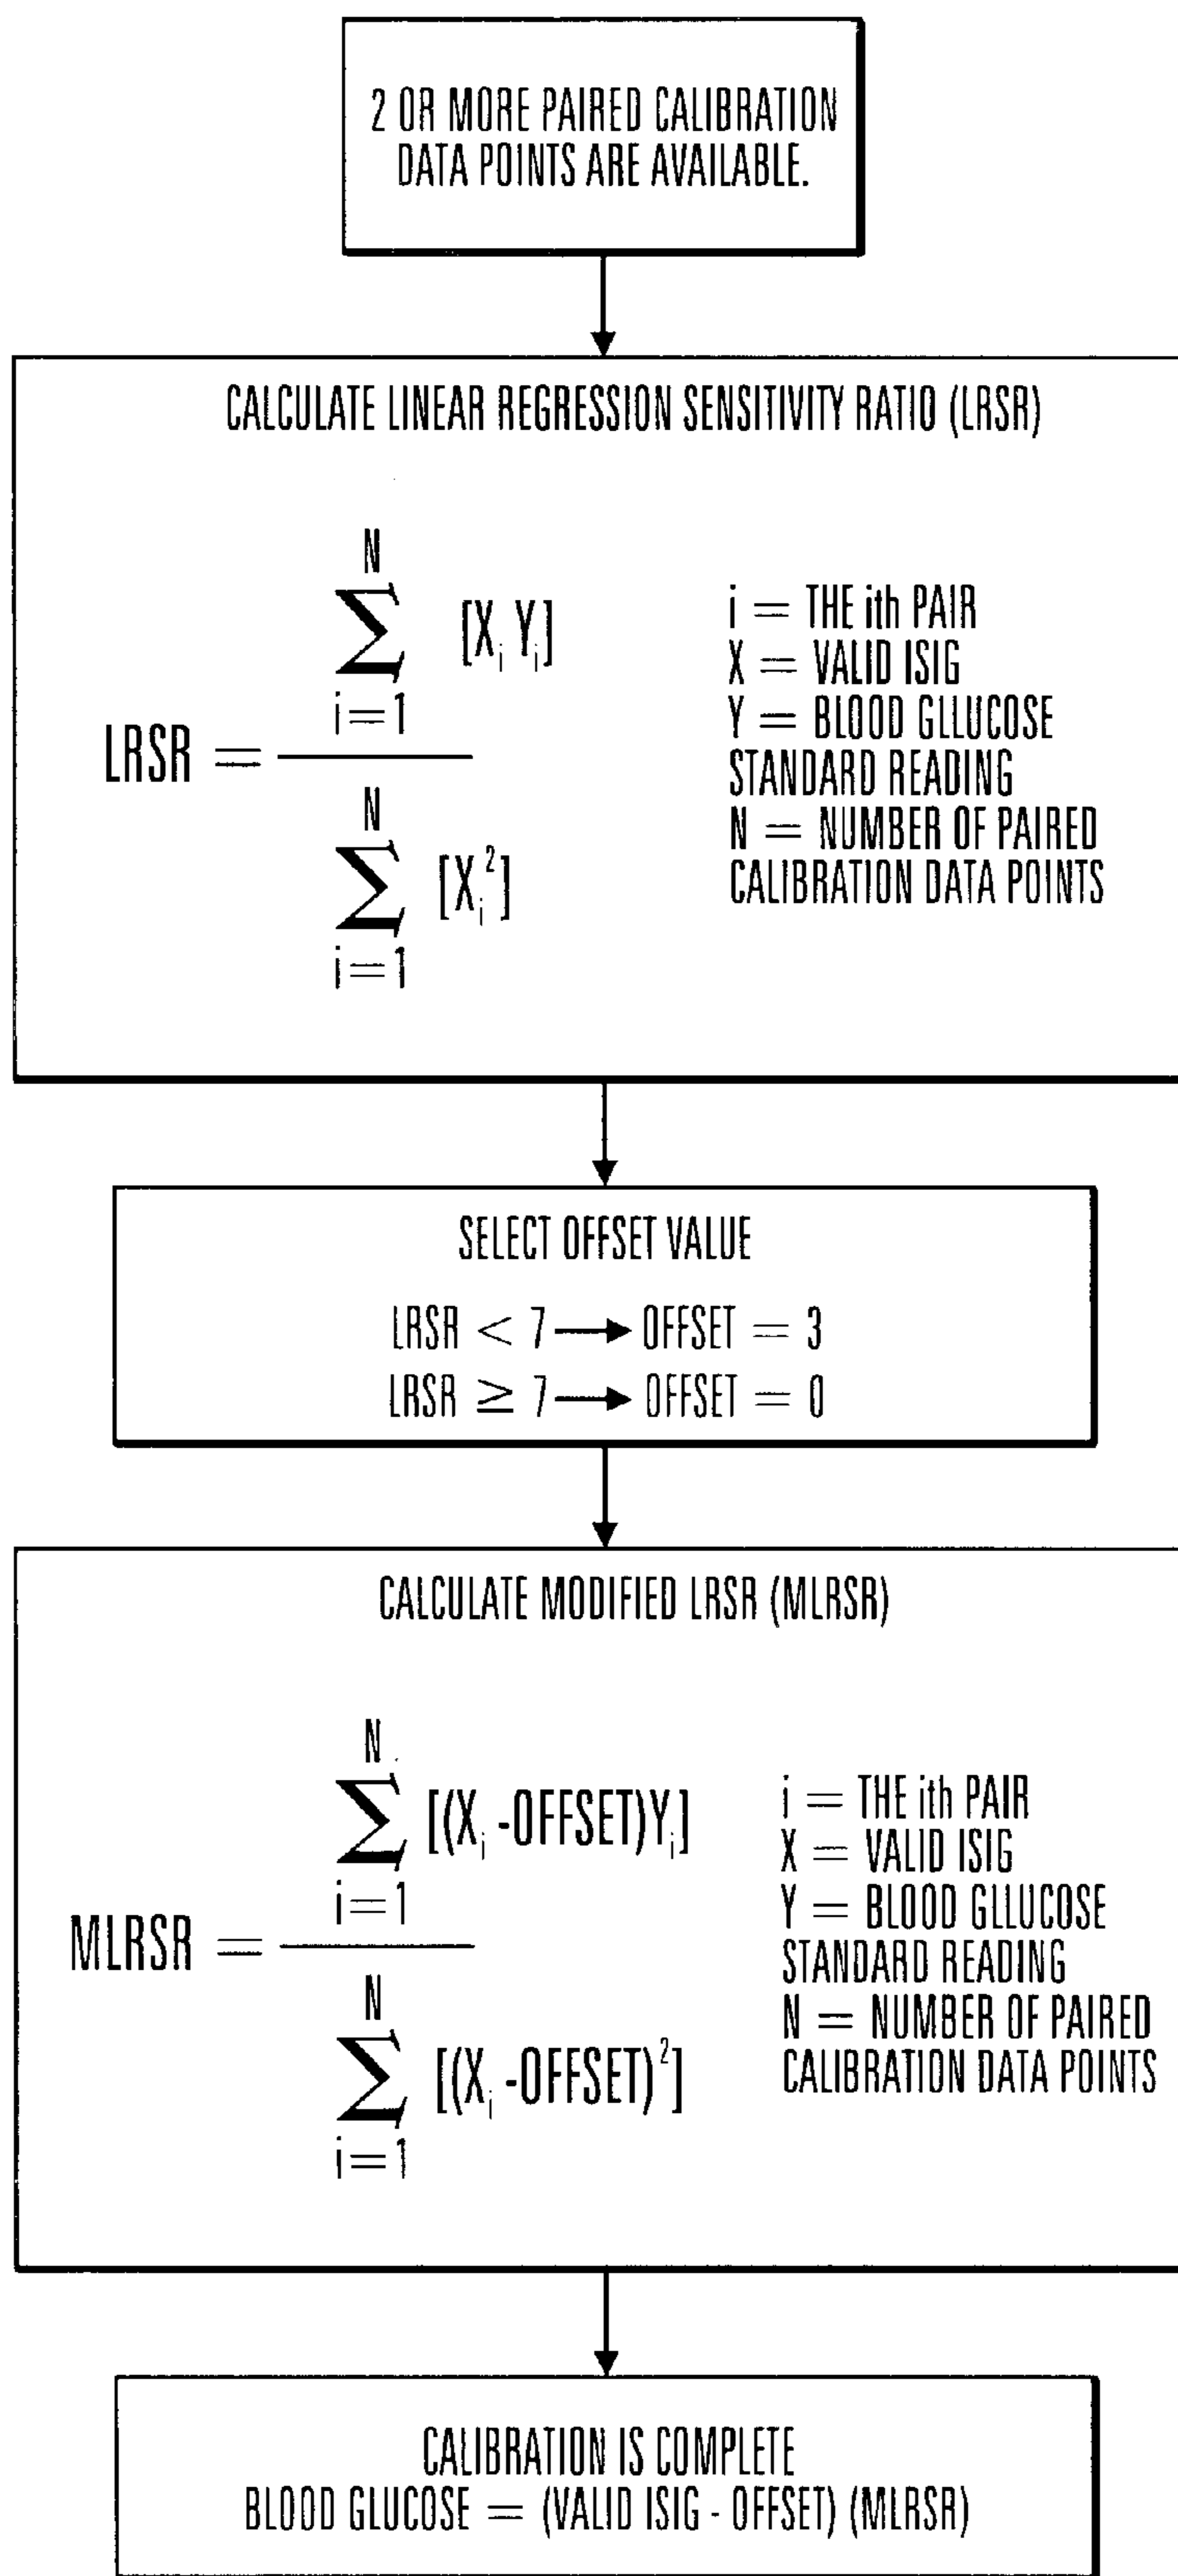 2 OR MORE PAIRED CALIBRATION
DATA POINTS ARE AVAILABLE.
CALCULATE LINEAR REGRESSION SENSITIVITY RATIO (LRSR)
N
∑ [X_i Y_i]
i=1
LRSR =
N
∑ [X_i^2]
i=1
i = THE ith PAIR
X = VALID ISIG
Y = BLOOD GLLUCOSE
STANDARD READING
N = NUMBER OF PAIRED
CALIBRATION DATA POINTS
SELECT OFFSET VALUE
LRSR < 7 → OFFSET = 3
LRSR ≥ 7 → OFFSET = 0
CALCULATE MODIFIED LRSR (MLRSR)
N
∑ [(X_i -OFFSET)Y_i]
i=1
MLRSR =
N
∑ [(X_i -OFFSET)^2]
i=1
i = THE ith PAIR
X = VALID ISIG
Y = BLOOD GLLUCOSE
STANDARD READING
N = NUMBER OF PAIRED
CALIBRATION DATA POINTS
CALIBRATION IS COMPLETE
BLOOD GLUCOSE = (VALID ISIG - OFFSET) (MLRSR)